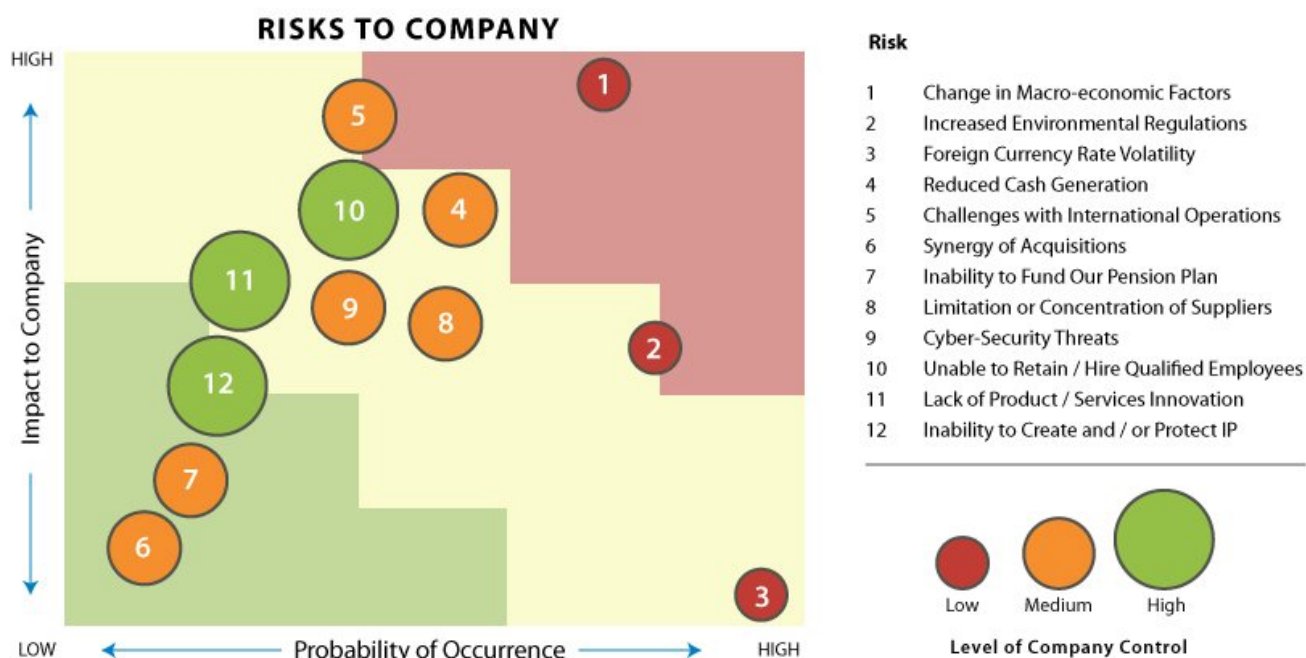 RISKS TO COMPANY
HIGH
Impact to Company
LOW
Probability of Occurrence
HIGH
1
5
10
4
11
9
8
2
12
7
6
3
Risk
1 Change in Macro-economic Factors
2 Increased Environmental Regulations
3 Foreign Currency Rate Volatility
4 Reduced Cash Generation
5 Challenges with International Operations
6 Synergy of Acquisitions
7 Inability to Fund Our Pension Plan
8 Limitation or Concentration of Suppliers
9 Cyber-Security Threats
10 Unable to Retain / Hire Qualified Employees
11 Lack of Product / Services Innovation
12 Inability to Create and / or Protect IP
Low Medium High
Level of Company Control